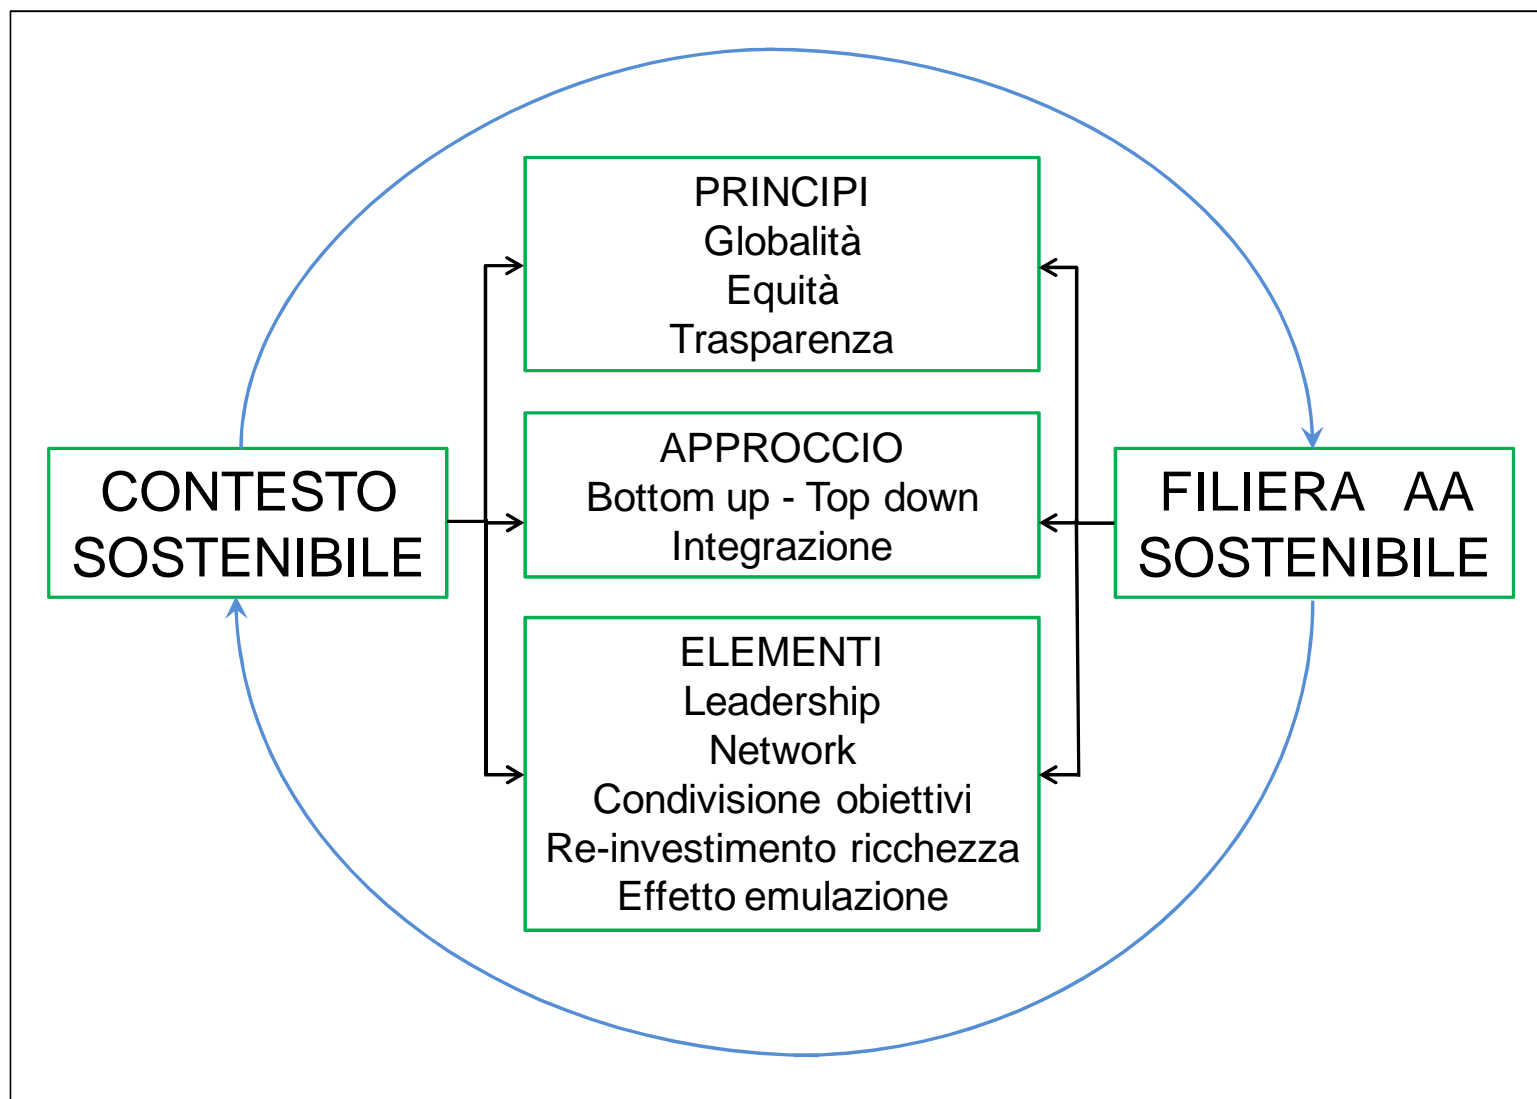 PRINCIPI
Globalità
Equità
Trasparenza
CONTESTO
SOSTENIBILE
APPROCCIO
Bottom up - Top down
Integrazione
FILIERA AA
SOSTENIBILE
ELEMENTI
Leadership
Network
Condivisione obiettivi
Re-investimento ricchezza
Effetto emulazione